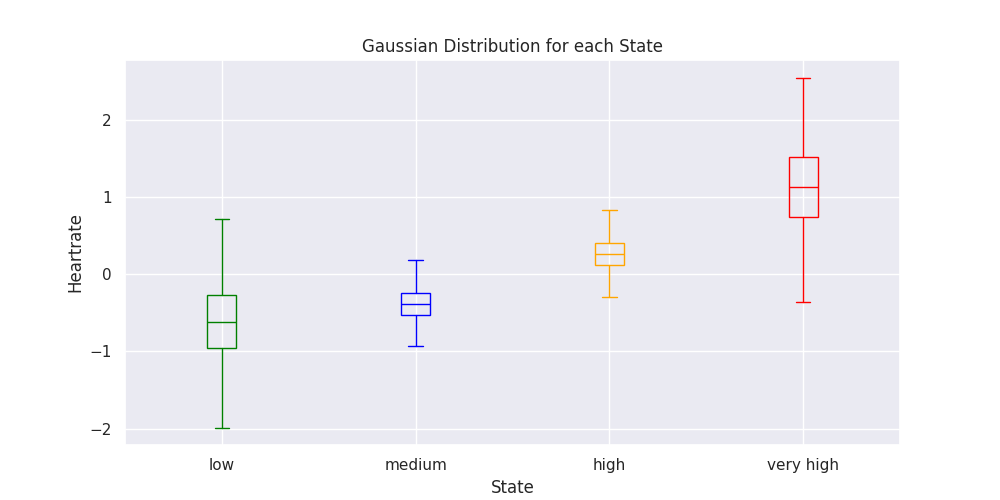 Gaussian Distribution for each State
Heartrate
2
1
0
−1
−2
low medium high very high
State